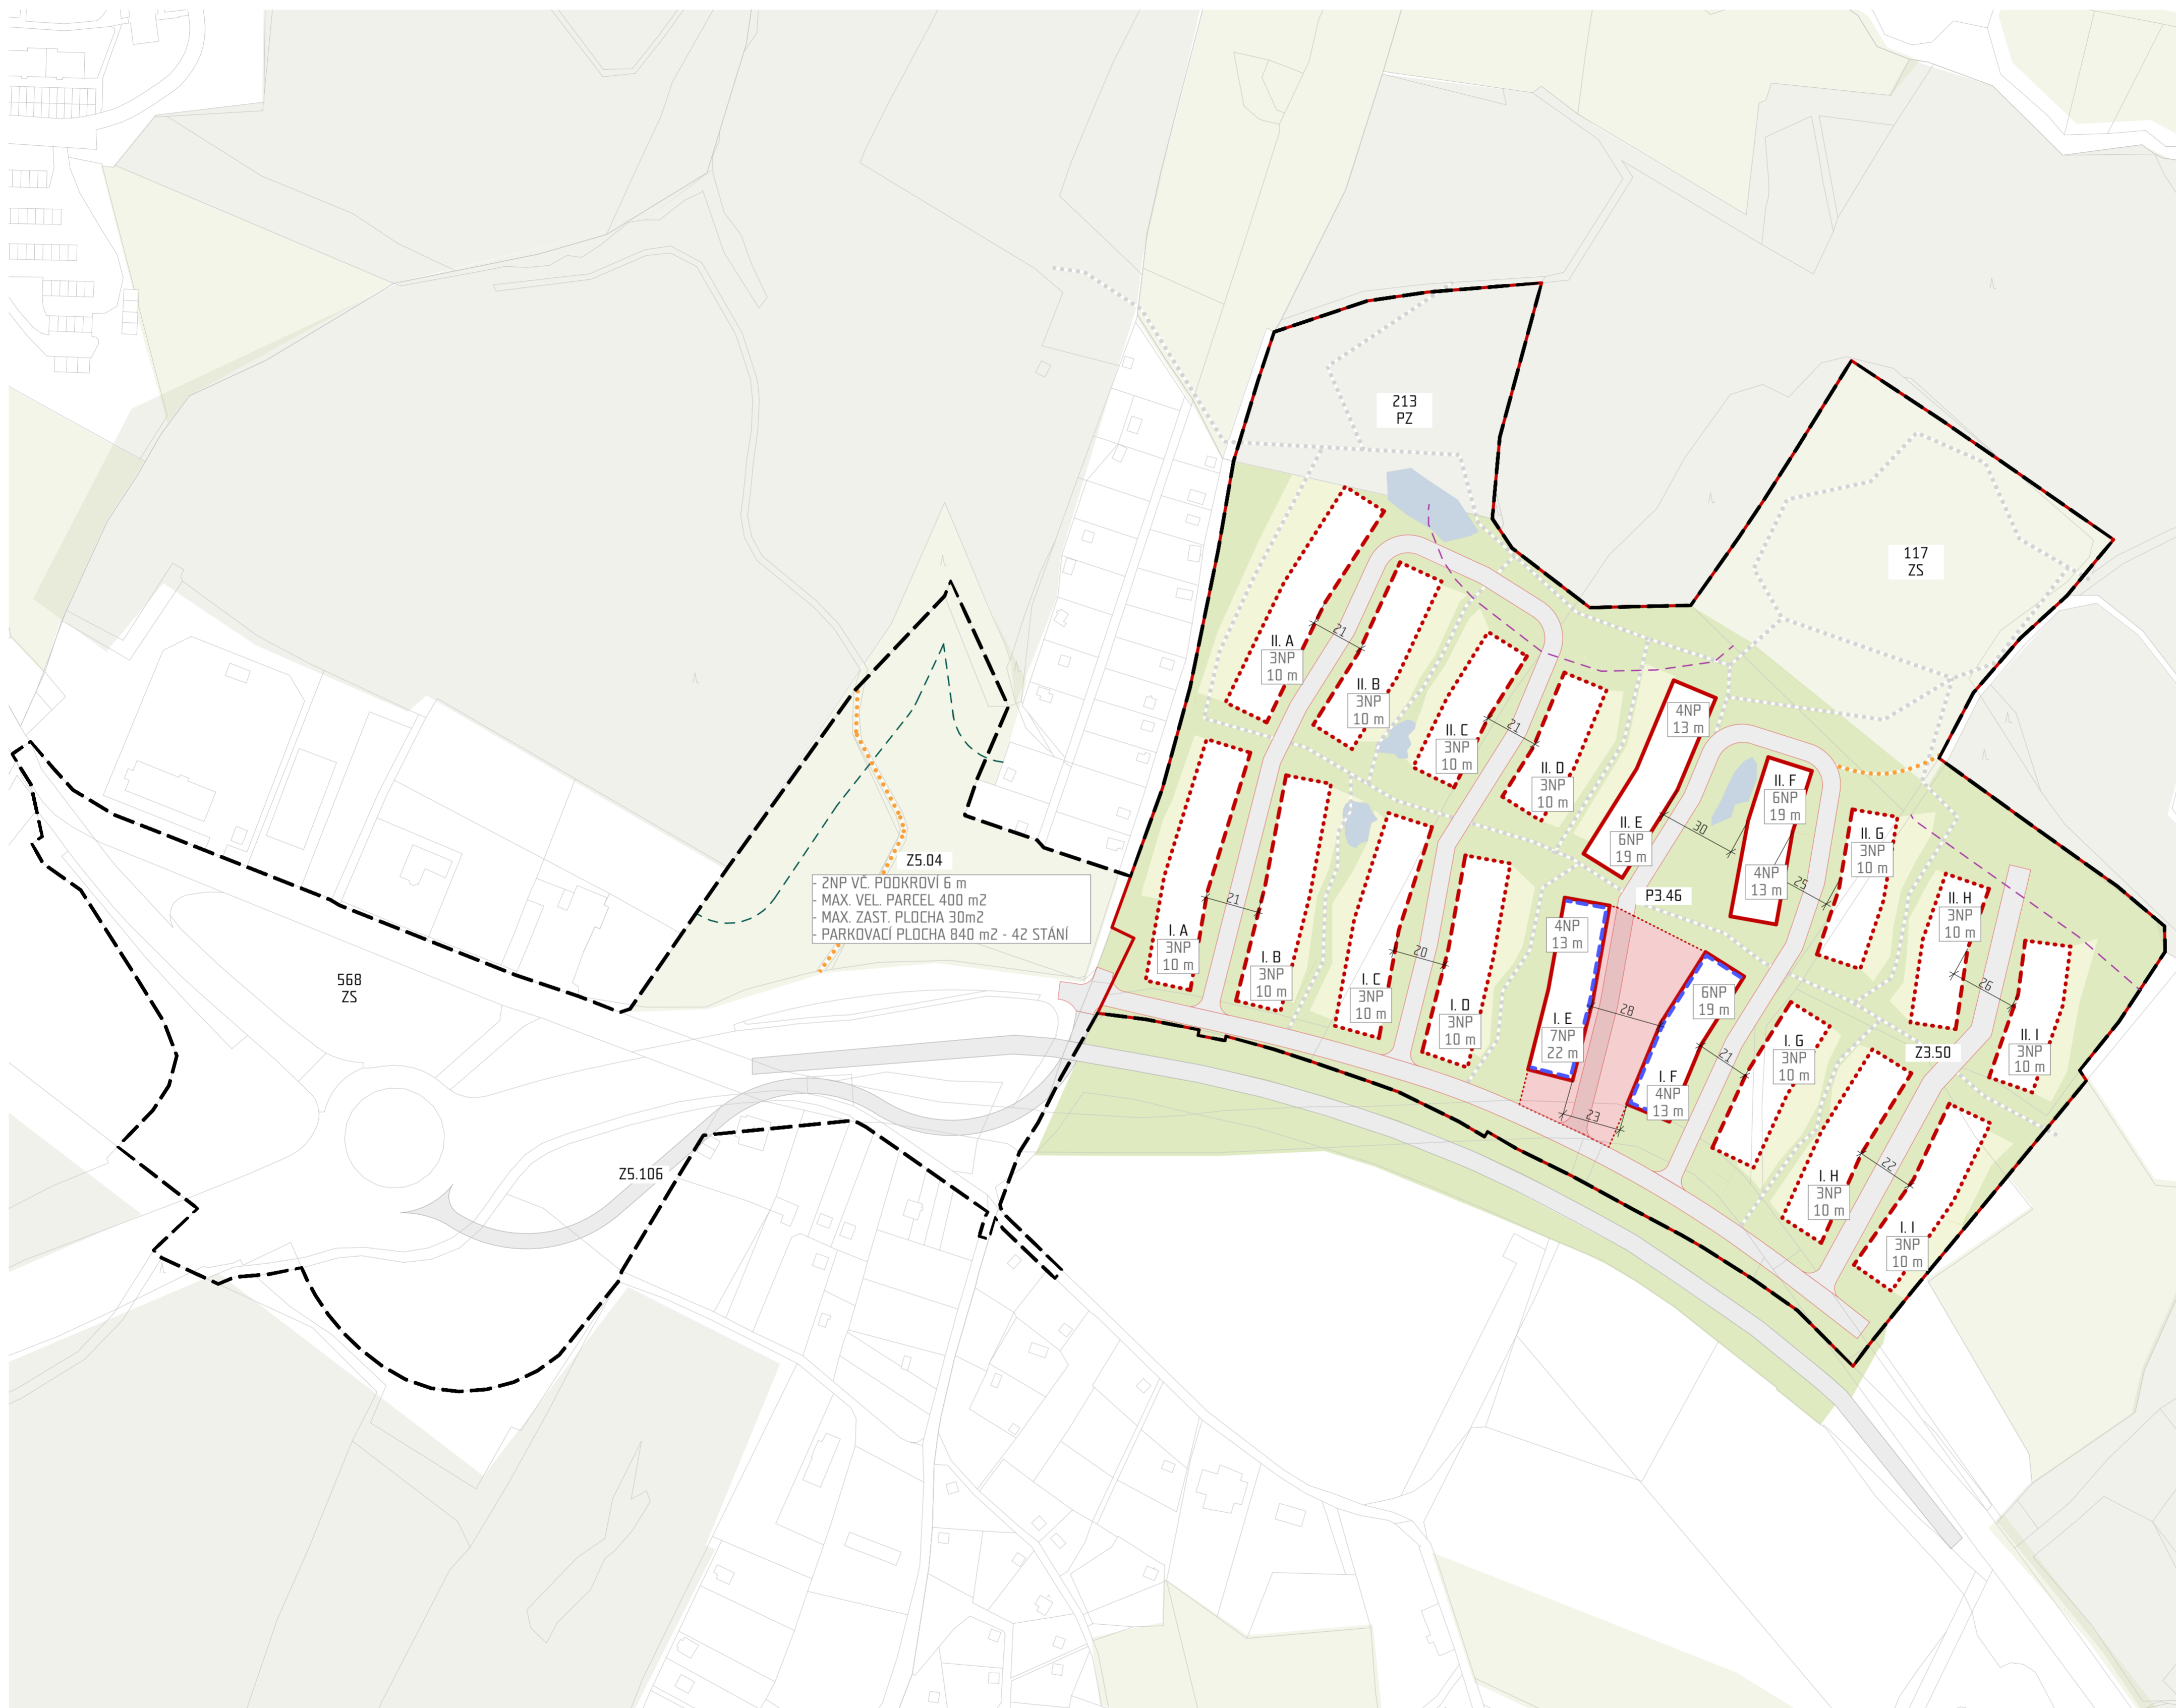 213
PZ
117
ZS
II. A
3NP
10 m
21
II. B
3NP
10 m
II. C
3NP
10 m
21
II. D
3NP
10 m
4NP
13 m
II. E
6NP
19 m
30
II. F
6NP
19 m
4NP
13 m
25
II. G
3NP
10 m
P3.46
II. H
3NP
10 m
26
II. I
3NP
10 m
Z3.50
Z5.04
- 2NP VČ. PODKROVÍ 6 m
- MAX. VEL. PARCEL 400 m2
- MAX. ZAST. PLOCHA 30m2
- PARKOVACÍ PLOCHA 840 m2 - 42 STÁNÍ
568
ZS
Z5.106
I. A
3NP
10 m
21
I. B
3NP
10 m
I. C
3NP
10 m
20
I. D
3NP
10 m
4NP
13 m
I. E
7NP
22 m
28
23
6NP
19 m
I. F
4NP
13 m
21
I. G
3NP
10 m
I. H
3NP
10 m
22
I. I
3NP
10 m